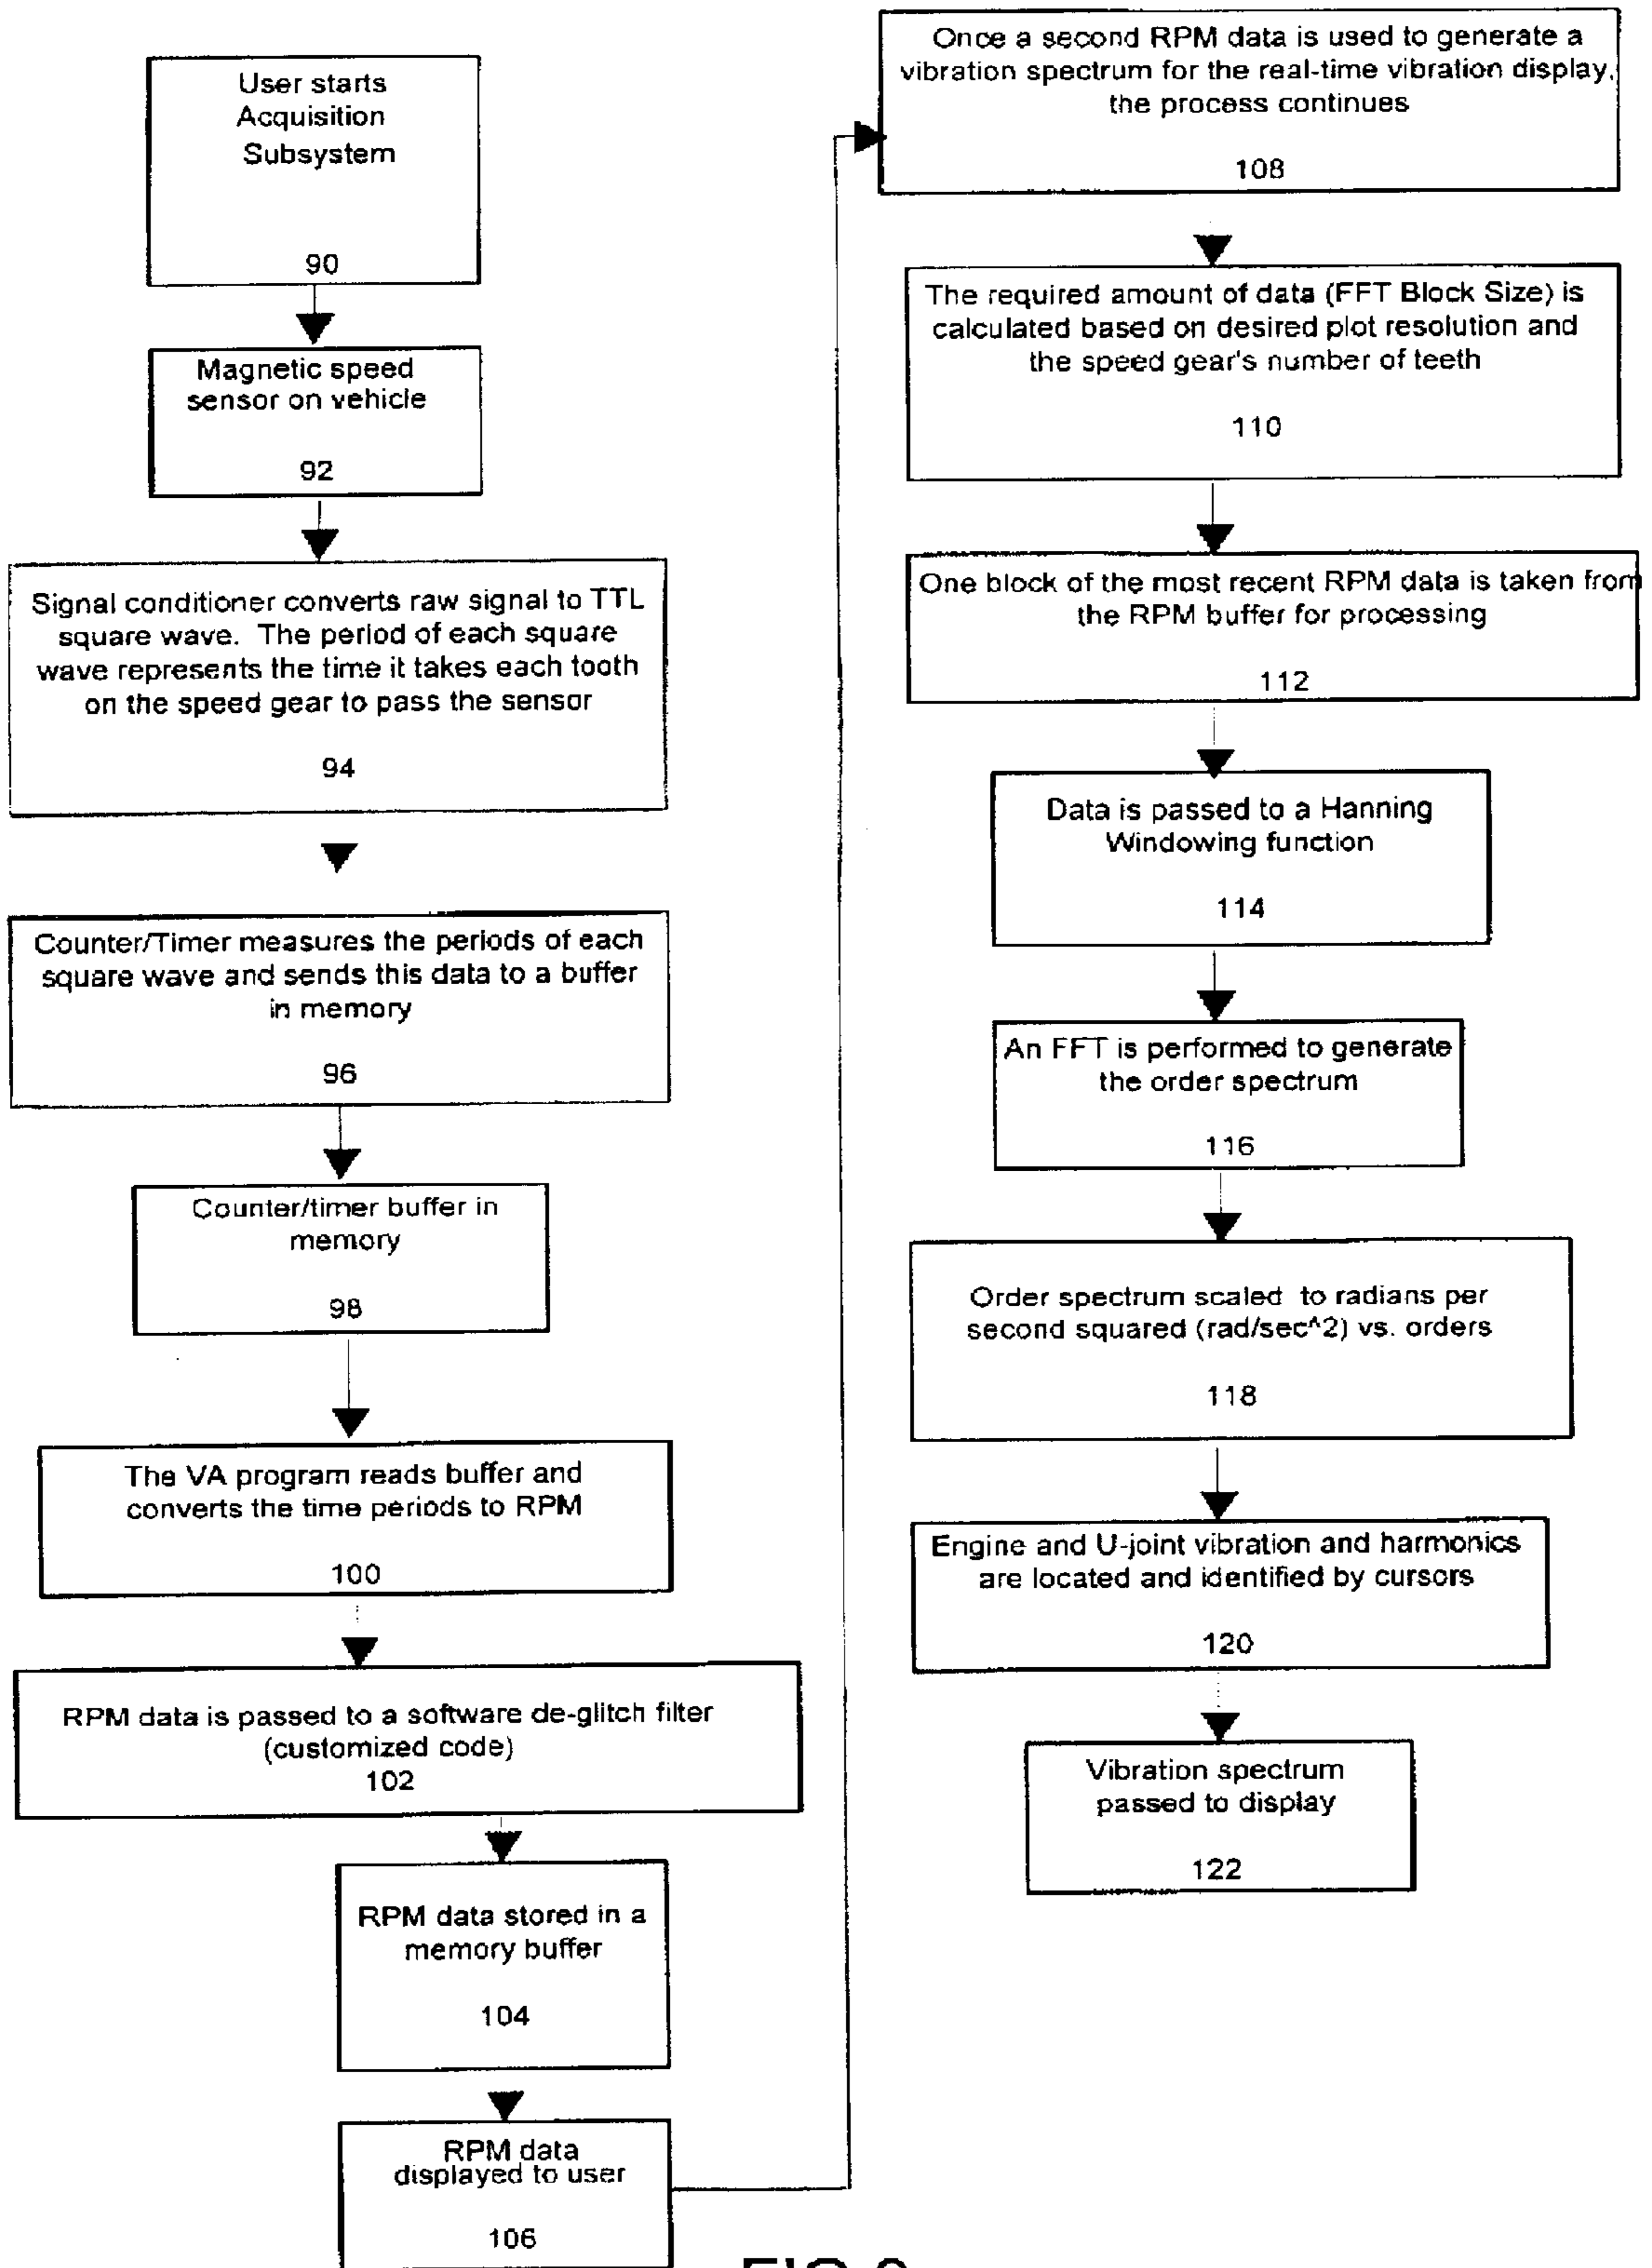 User starts
Acquisition
Subsystem
90
Magnetic speed
sensor on vehicle
92
Signal conditioner converts raw signal to TTL
square wave. The period of each square
wave represents the time it takes each tooth
on the speed gear to pass the sensor
94
Counter/Timer measures the periods of each
square wave and sends this data to a buffer
in memory
96
Counter/timer buffer in
memory
98
The VA program reads buffer and
converts the time periods to RPM
100
RPM data is passed to a software de-glitch filter
(customized code)
102
RPM data stored in a
memory buffer
104
RPM data
displayed to user
106
Once a second RPM data is used to generate a
vibration spectrum for the real-time vibration display,
the process continues
108
The required amount of data (FFT Block Size) is
calculated based on desired plot resolution and
the speed gear's number of teeth
110
One block of the most recent RPM data is taken from
the RPM buffer for processing
112
Data is passed to a Hanning
Windowing function
114
An FFT is performed to generate
the order spectrum
116
Order spectrum scaled to radians per
second squared (rad/sec^2) vs. orders
118
Engine and U-joint vibration and harmonics
are located and identified by cursors
120
Vibration spectrum
passed to display
122